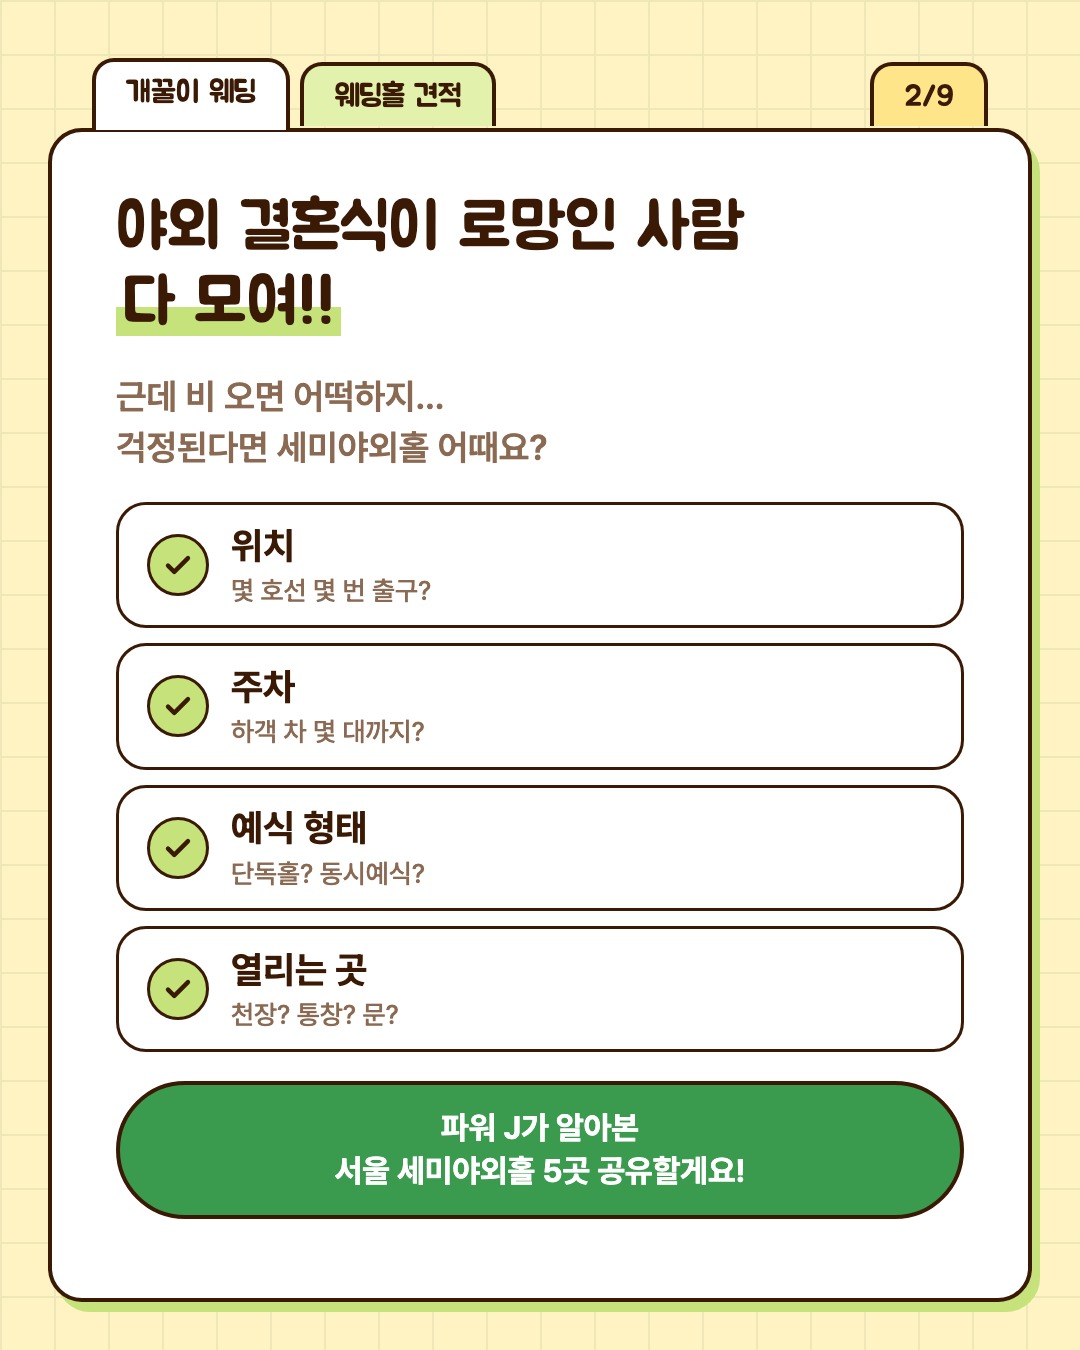 개꿀이 웨딩
웨딩홀 견적
2/9
야외 결혼식이 로망인 사람
다 모여!!
근데 비 오면 어떡하지...
걱정된다면 세미야외홀 어때요?
위치
몇 호선 몇 번 출구?
주차
하객 차 몇 대까지?
예식 형태
단독홀? 동시예식?
열리는 곳
천장? 통창? 문?
파워 J가 알아본
서울 세미야외홀 5곳 공유할게요!